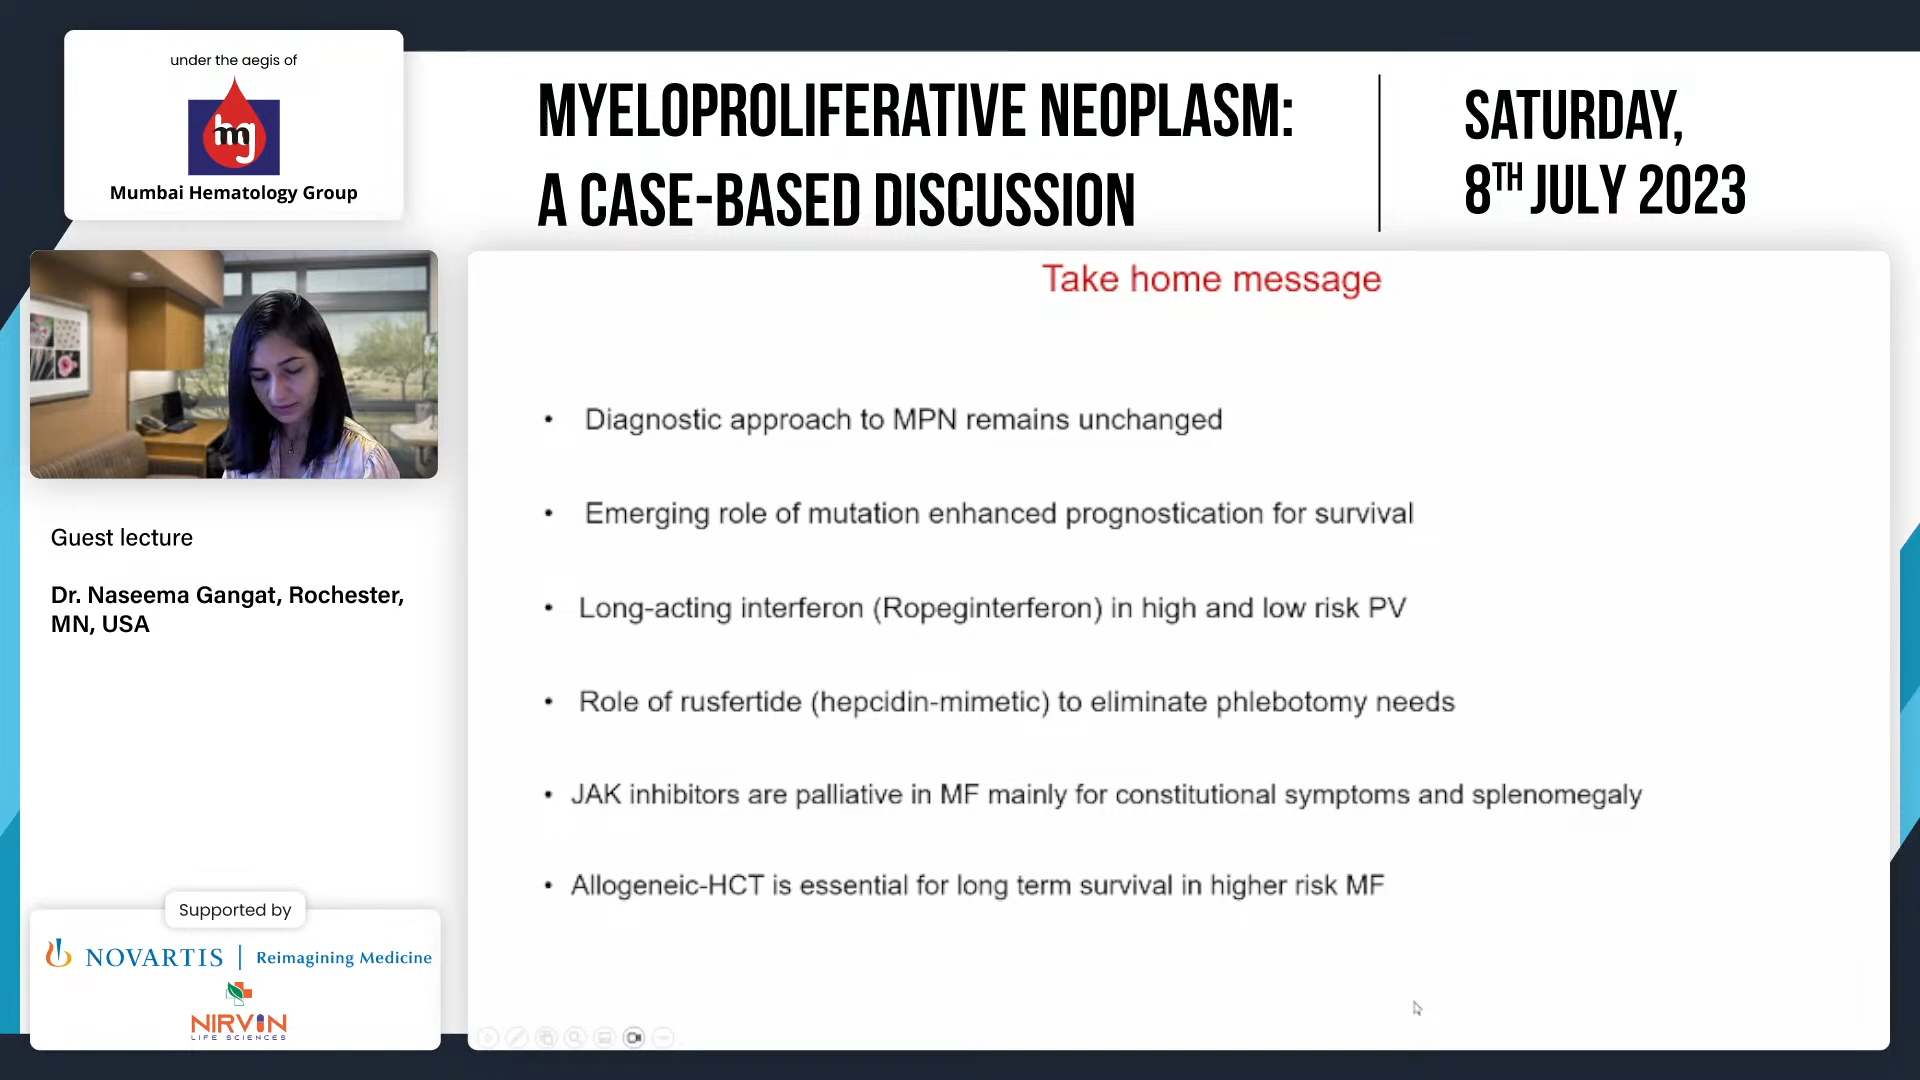 under the aegis of
mg
Mumbai Hematology Group
MYELOPROLIFERATIVE NEOPLASM:
A CASE-BASED DISCUSSION
SATURDAY,
8TH JULY 2023
Guest lecture
Dr. Naseema Gangat, Rochester,
MN, USA
Take home message
• Diagnostic approach to MPN remains unchanged
• Emerging role of mutation enhanced prognostication for survival
• Long-acting interferon (Ropeginterferon) in high and low risk PV
• Role of rusfertide (hepcidin-mimetic) to eliminate phlebotomy needs
• JAK inhibitors are palliative in MF mainly for constitutional symptoms and splenomegaly
• Allogeneic-HCT is essential for long term survival in higher risk MF
Supported by
NOVARTIS | Reimagining Medicine
NIRVIN
LIFE SCIENCES